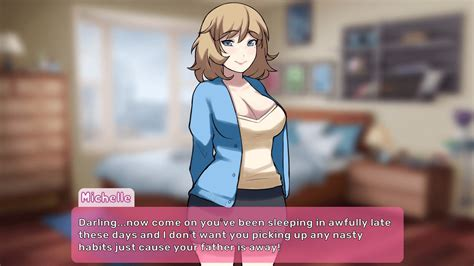 Michelle
Darling...now come on you've been sleeping in awfully late
these days and I don't want you picking up any nasty
habits just cause your father is away!